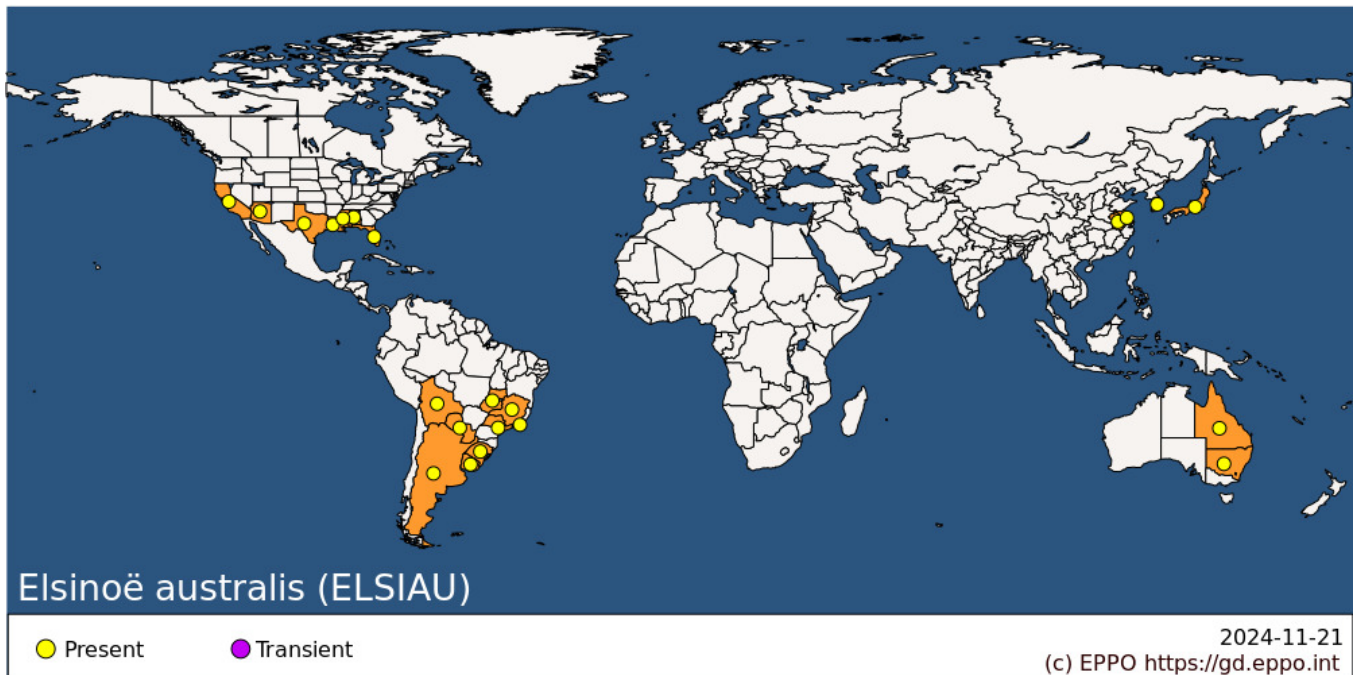 Elsinoë australis (ELSIAU)
Present
Transient
2024-11-21
(c) EPPO https://gd.eppo.int